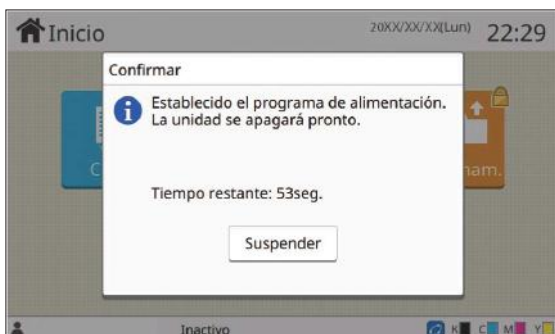 Inicio
20XX/XX/XX(Lun) 22:29
Confirmar
Establecido el programa de alimentación.
La unidad se apagará pronto.
C
nam.
Tiempo restante: 53seg.
Suspender
Inactivo
K C M Y